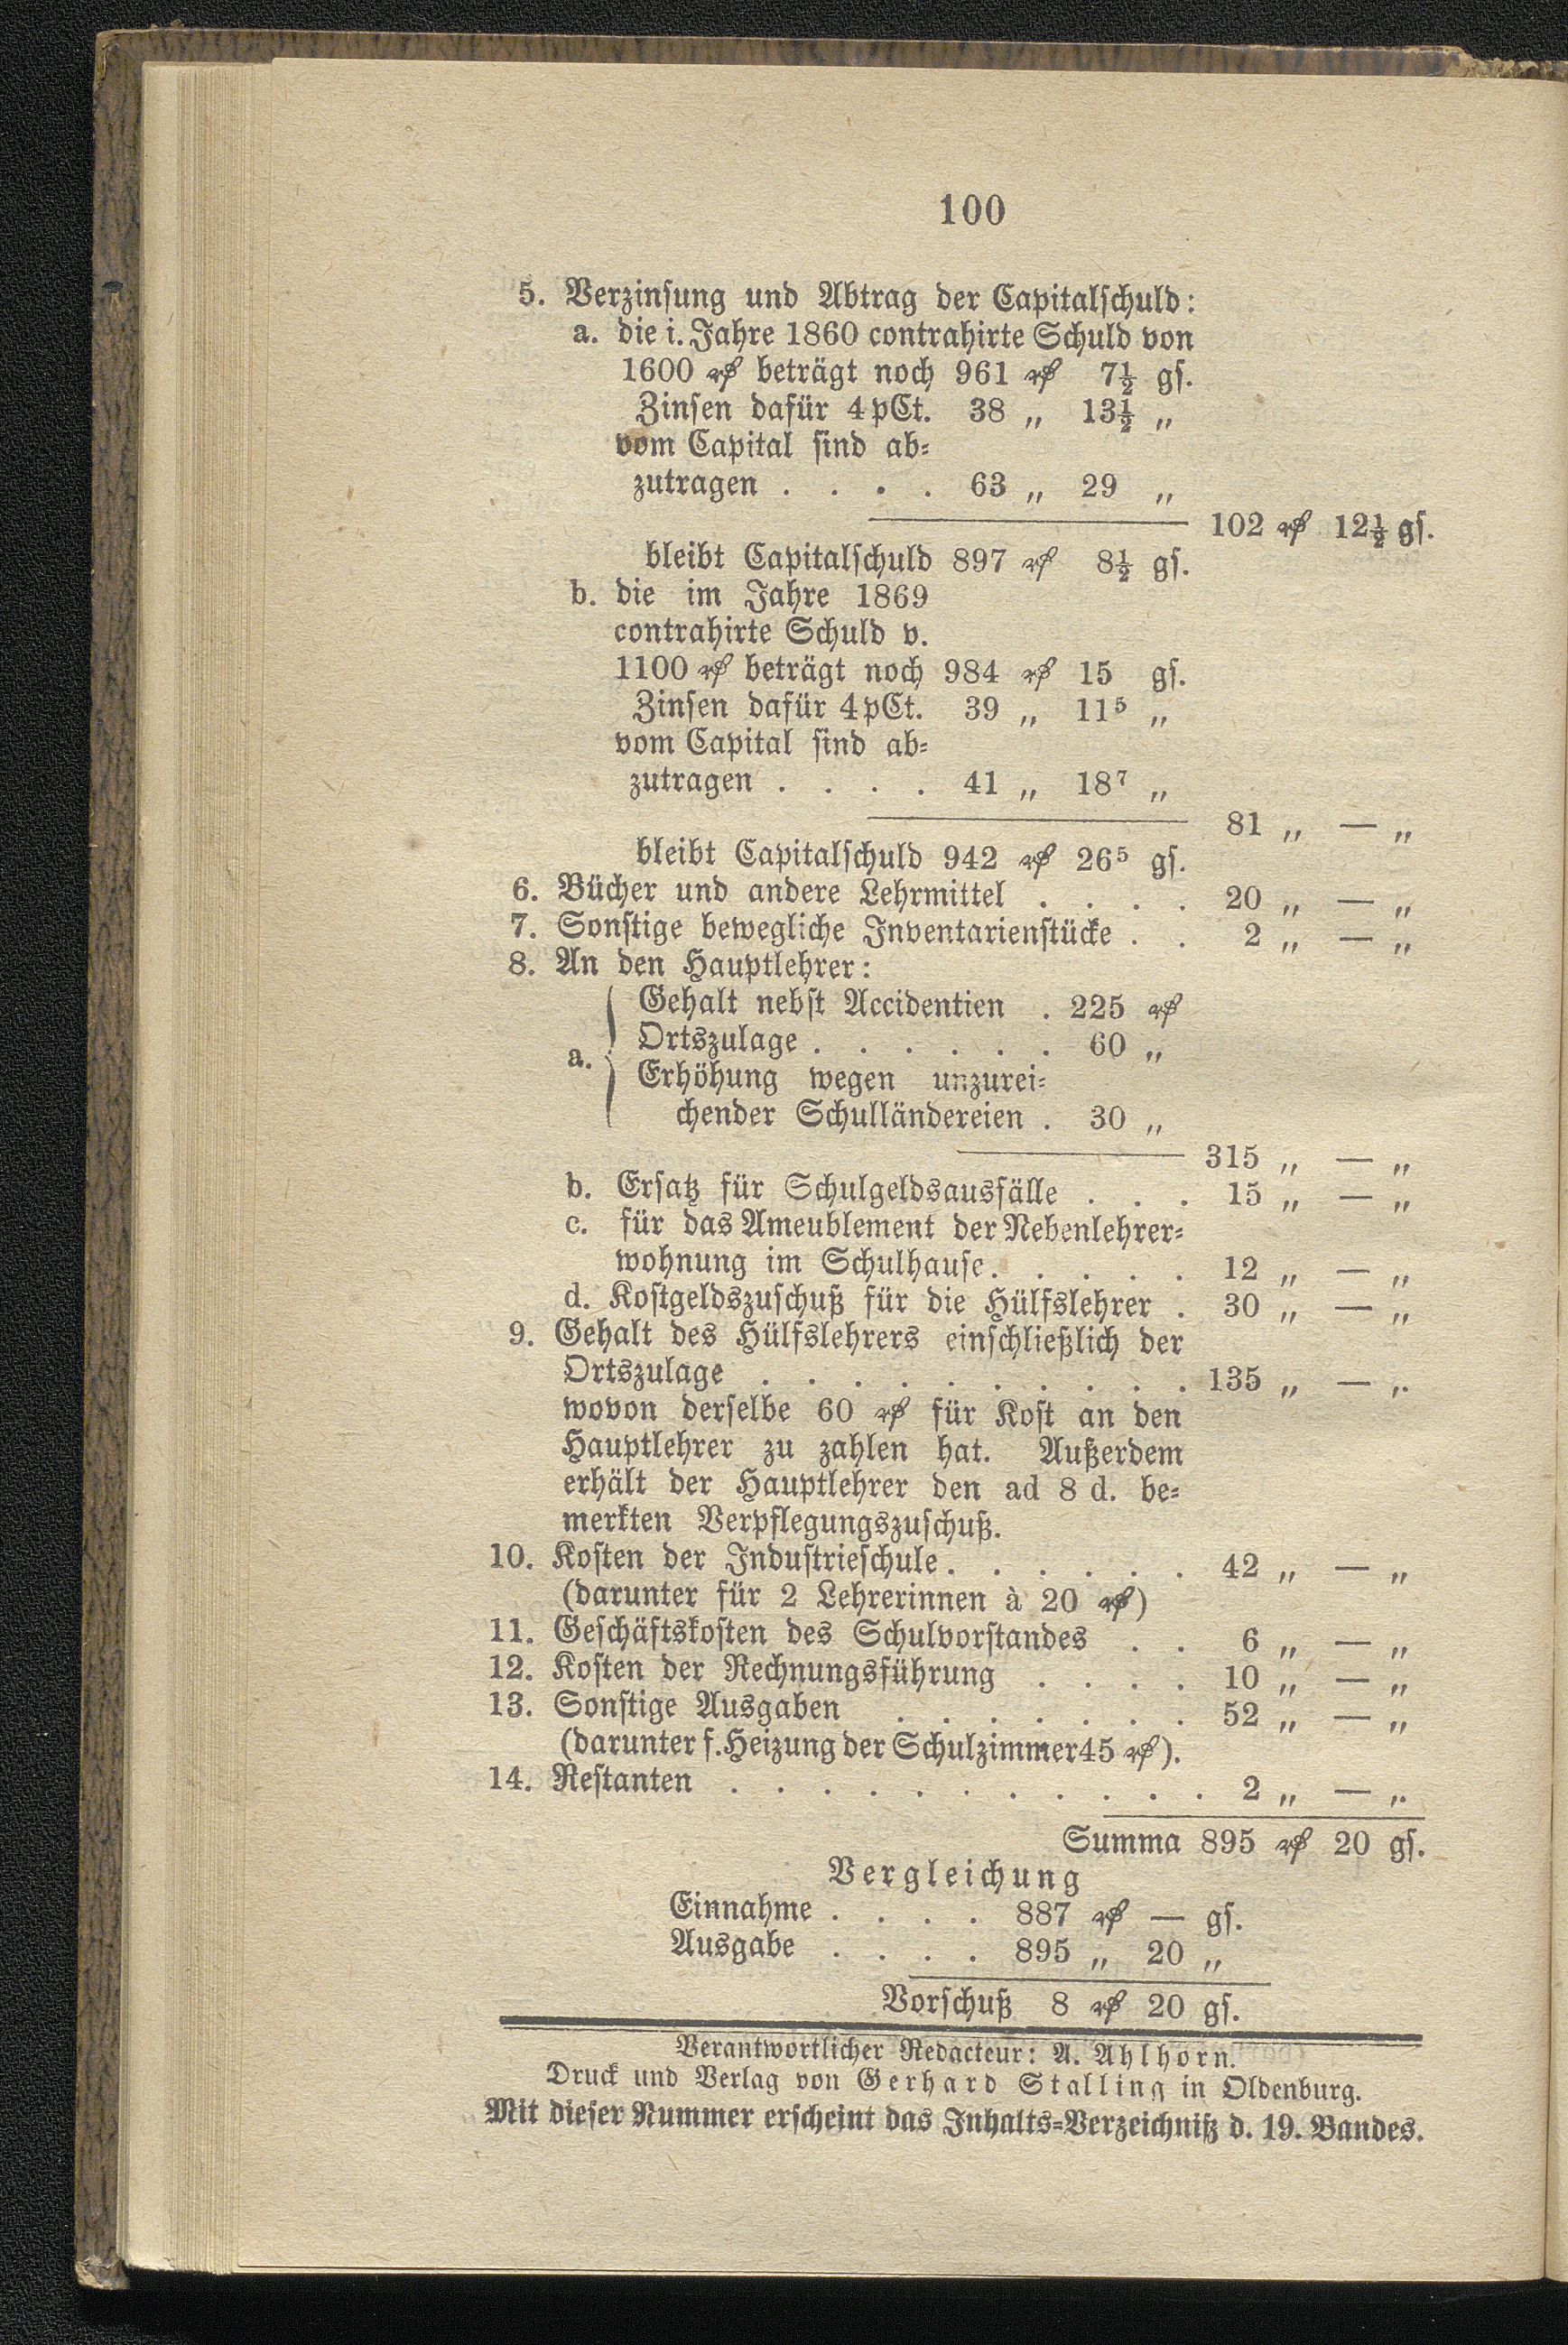 100
5. Verzinsung und Abtrag der Capitalschuld:
a. die i. Jahre 1860 contrahirte Schuld von
1600 ₰ beträgt noch 961 ₰ 7½ gs.
Zinsen dafür 4 pCt. 38 „ 13½ „
vom Capital sind ab-
zutragen . . . . 63 „ 29 „
102 ₰ 12½ gs.
bleibt Capitalschuld 897 ₰ 8½ gs.
b. die im Jahre 1869
contrahirte Schuld v.
1100 ₰ beträgt noch 984 ₰ 15 gs.
Zinsen dafür 4 pCt. 39 „ 11⁵ „
vom Capital sind ab-
zutragen . . . . 41 „ 18⁷ „
81 „ — „
bleibt Capitalschuld 942 ₰ 26⁵ gs.
6. Bücher und andere Lehrmittel . . . . 20 „ — „
7. Sonstige bewegliche Inventarienstücke . . 2 „ — „
8. An den Hauptlehrer:
Gehalt nebst Accidentien . 225 ₰
a. Ortszulage . . . . . . 60 „
Erhöhung wegen unzurei-
chender Schulländereien . 30 „
315 „ — „
b. Ersatz für Schulgeldsausfälle . . . 15 „ — „
c. für das Ameublement der Nebenlehrer-
wohnung im Schulhause . . . . . 12 „ — „
d. Kostgeldszuschuß für die Hülfslehrer . 30 „ — „
9. Gehalt des Hülfslehrers einschließlich der
Ortszulage . . . . . . . . . . 135 „ — „
wovon derselbe 60 ₰ für Kost an den
Hauptlehrer zu zahlen hat. Außerdem
erhält der Hauptlehrer den ad 8 d. be-
merkten Verpflegungszuschuß.
10. Kosten der Industrieschule . . . . . . 42 „ — „
(darunter für 2 Lehrerinnen à 20 ₰)
11. Geschäftskosten des Schulvorstandes . . 6 „ — „
12. Kosten der Rechnungsführung . . . . 10 „ — „
13. Sonstige Ausgaben . . . . . . . 52 „ — „
(darunter f. Heizung der Schulzimmer 45 ₰).
14. Restanten . . . . . . . . . . . 2 „ — „
Summa 895 ₰ 20 gs.
Vergleichung
Einnahme . . . . 887 ₰ — gs.
Ausgabe . . . . 895 „ 20 „
Vorschuß 8 ₰ 20 gs.
Verantwortlicher Redacteur: A. Ahlhorn.
Druck und Verlag von Gerhard Stalling in Oldenburg.
Mit dieser Nummer erscheint das Inhalts-Verzeichniß d. 19. Bandes.